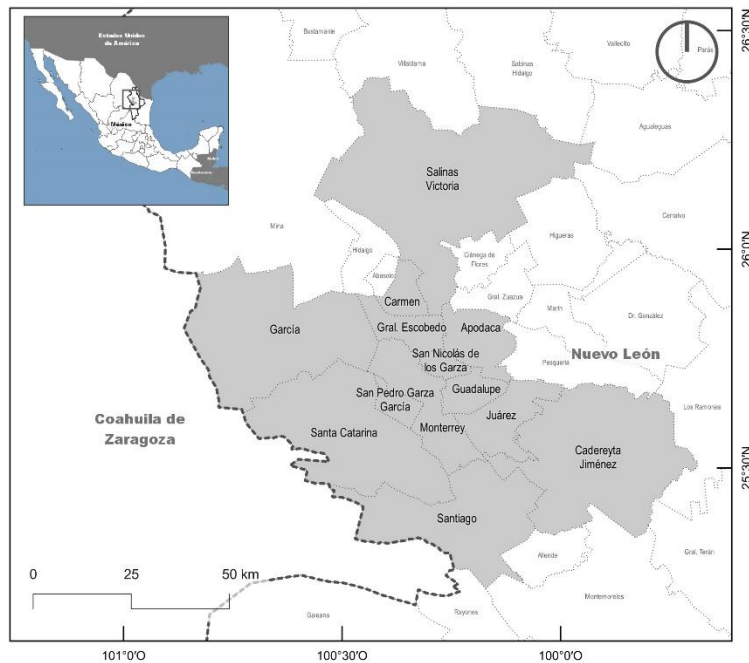 Estados Unidos
de América
México
Bustamante
Villaldama
Sabinas
Hidalgo
Vallecillo
Parás
26°30'N
Agualeguas
Salinas
Victoria
Cerralvo
Mina
Hidalgo
Ciénega de
Flores
Higueras
26°0'N
Abasolo
Carmen
Gral. Zuazua
Marín
Dr. González
García
Gral. Escobedo
Apodaca
San Nicolás de
los Garza
Pesquería
Nuevo León
Guadalupe
San Pedro Garza
García
Juárez
Los Ramones
Coahuila de
Zaragoza
Santa Catarina
Monterrey
Cadereyta
Jiménez
25°30'N
Santiago
Allende
Gral. Terán
0
25
50 km
Galeana
Rayones
Montemorelos
101°0'O
100°30'O
100°0'O